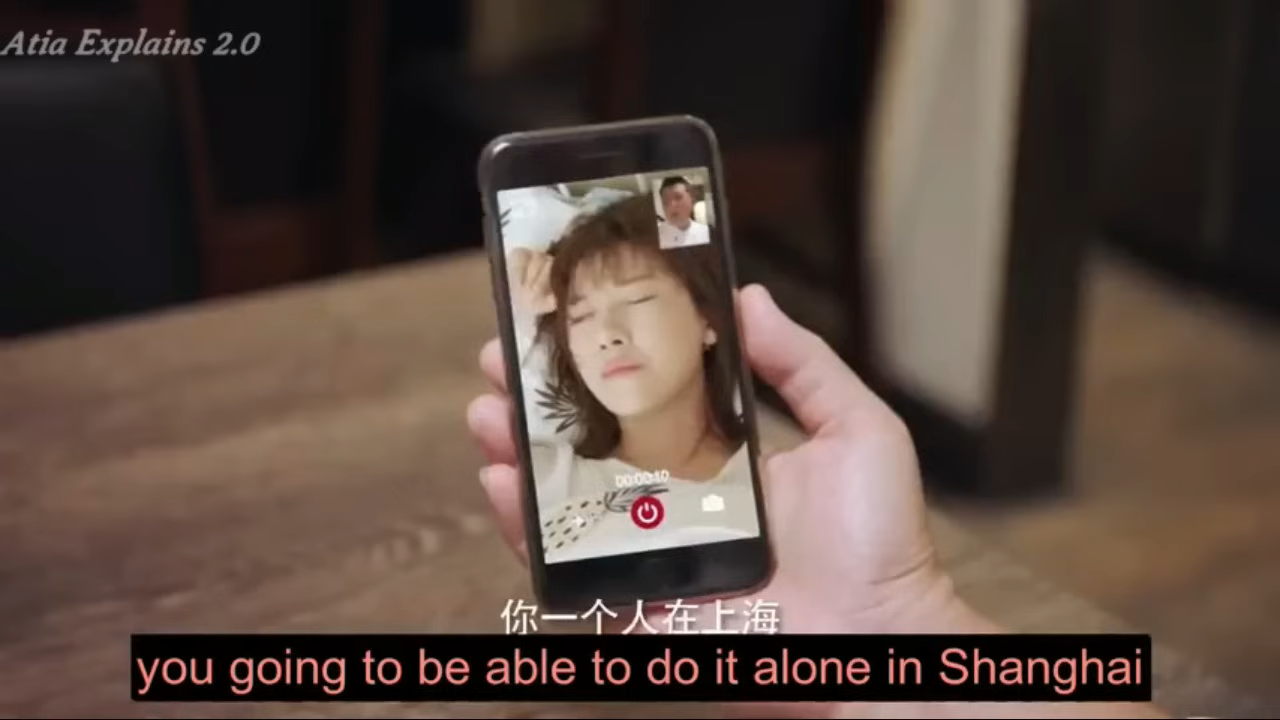 Atia Explains 2.0
00:00:10
你一个人在上海
you going to be able to do it alone in Shanghai